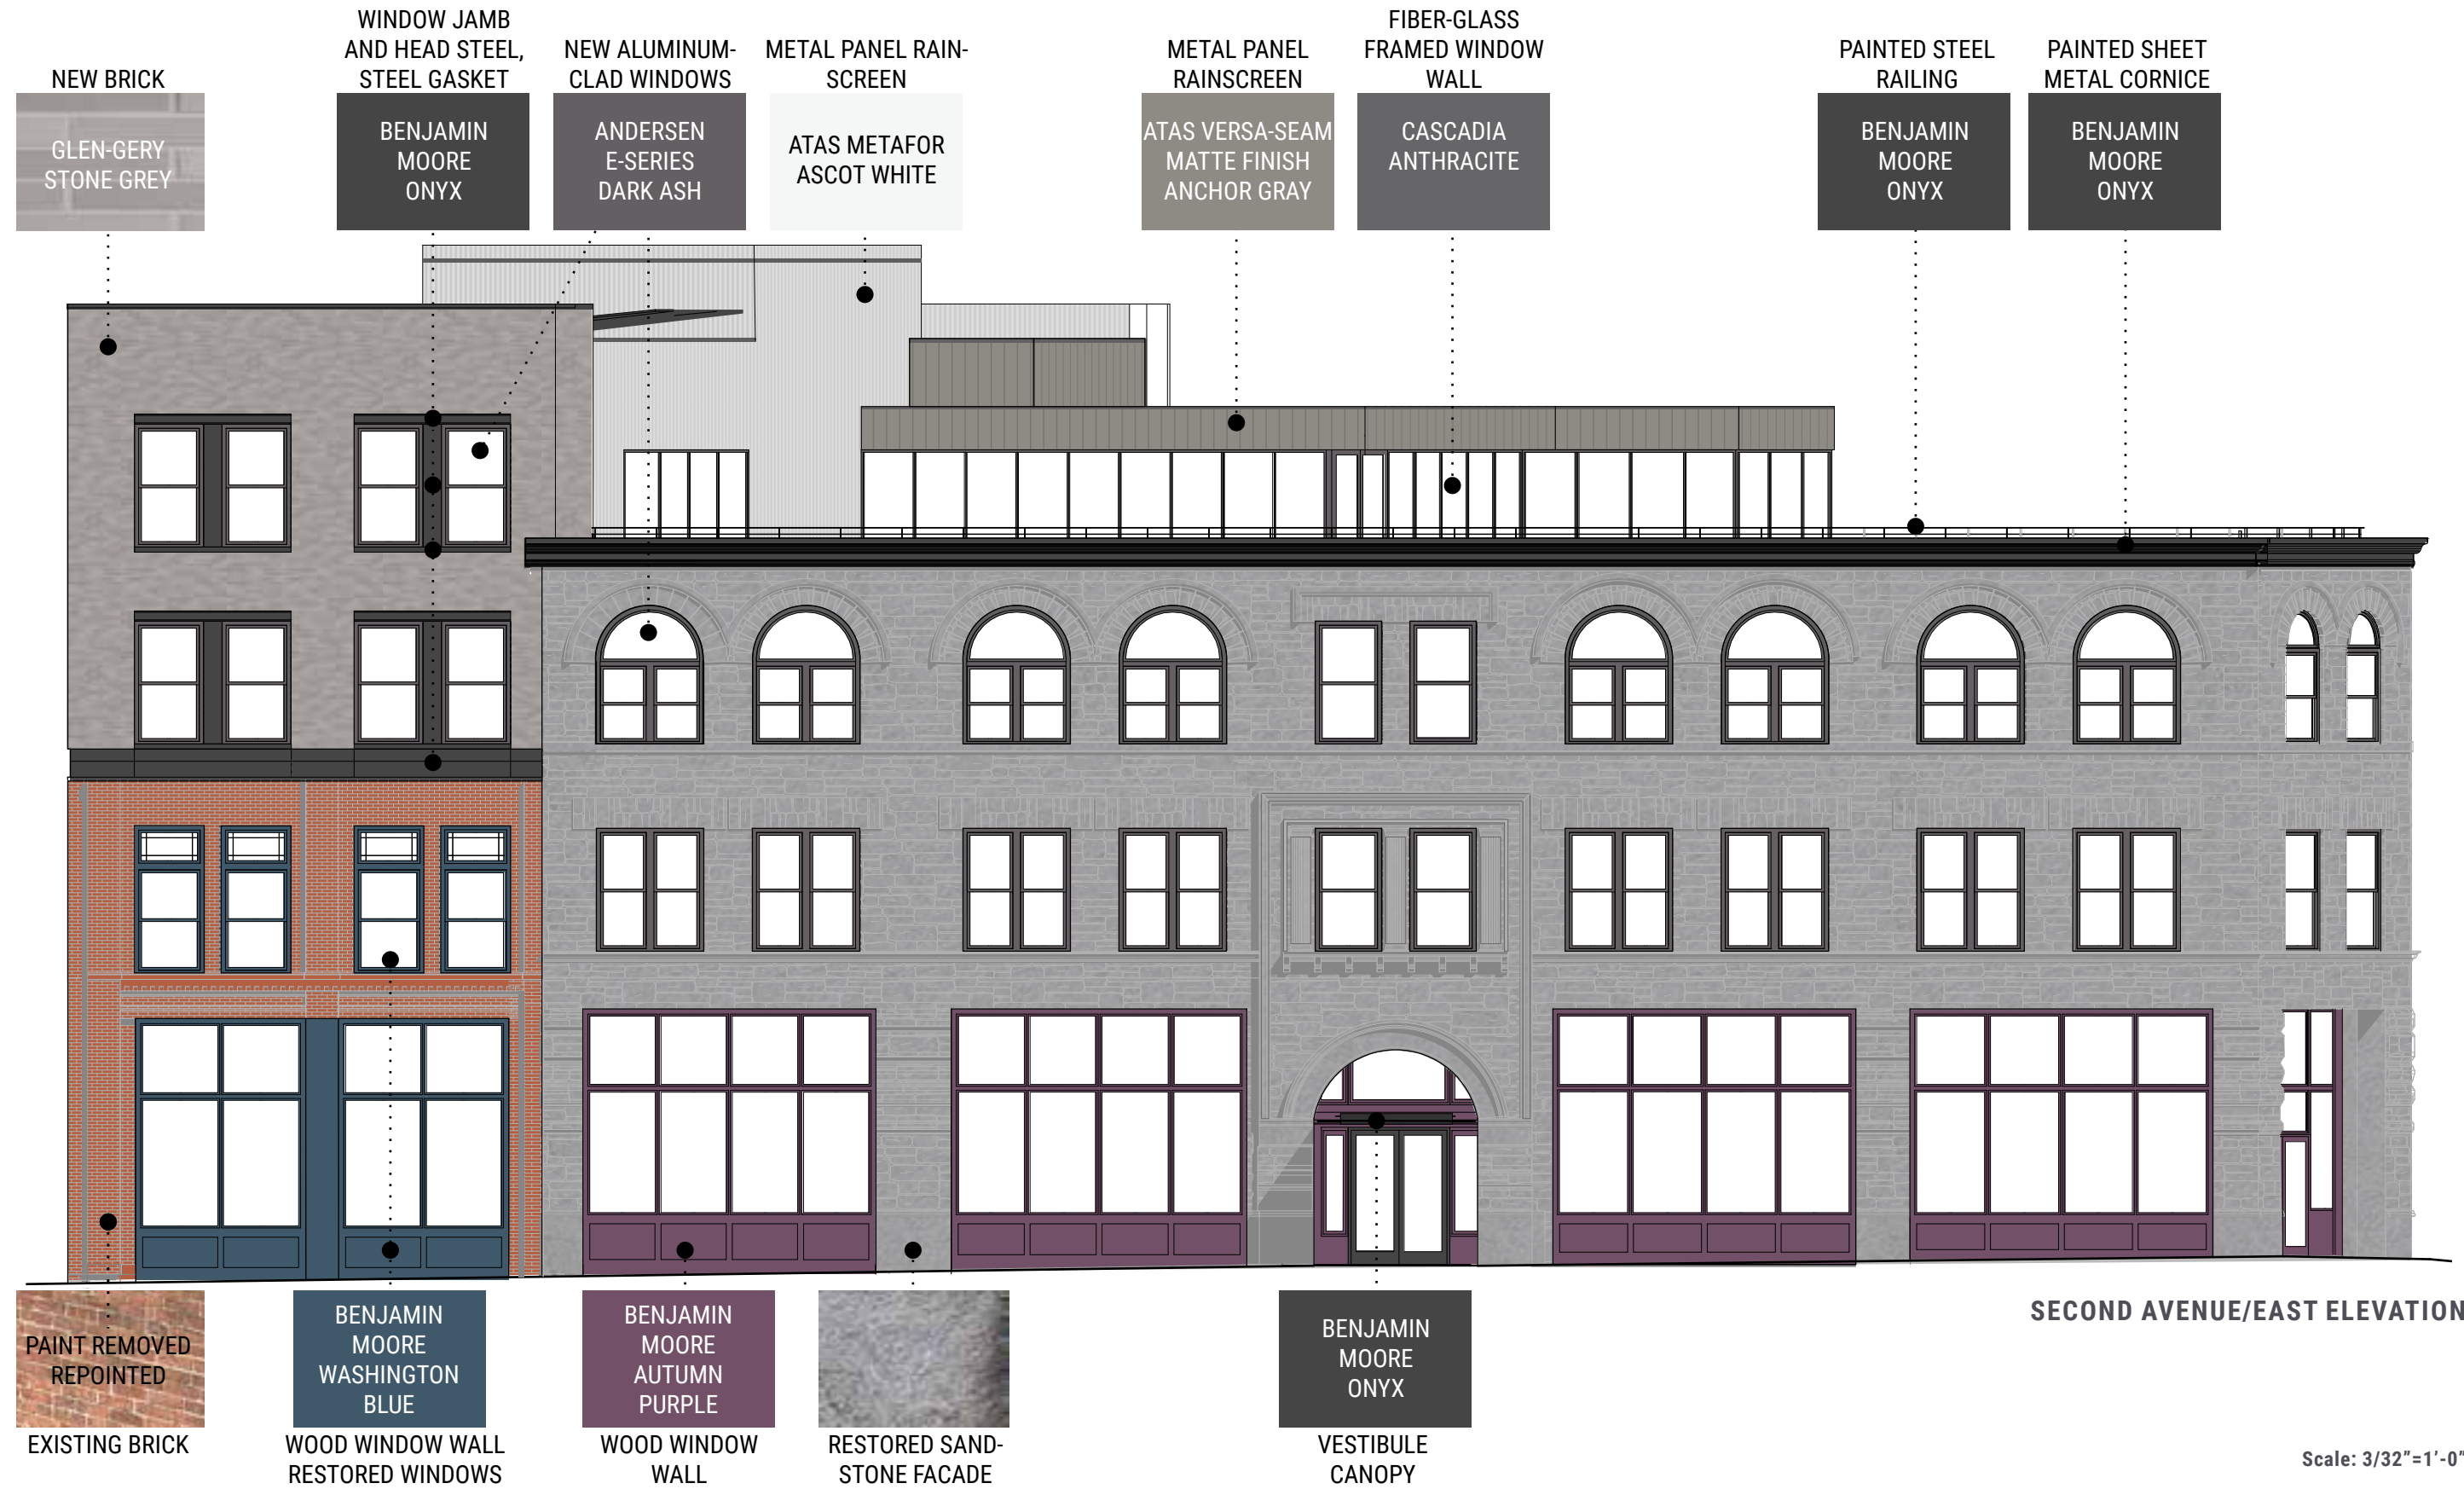 NEW BRICK
GLEN-GERY
STONE GREY
WINDOW JAMB
AND HEAD STEEL,
STEEL GASKET
BENJAMIN
MOORE
ONYX
NEW ALUMINUM-
CLAD WINDOWS
ANDERSEN
E-SERIES
DARK ASH
METAL PANEL RAIN-
SCREEN
ATAS METAFOR
ASCOT WHITE
METAL PANEL
RAINSCREEN
ATAS VERSA-SEAM
MATTE FINISH
ANCHOR GRAY
FIBER-GLASS
FRAMED WINDOW
WALL
CASCADIA
ANTHRACITE
PAINTED STEEL
RAILING
BENJAMIN
MOORE
ONYX
PAINTED SHEET
METAL CORNICE
BENJAMIN
MOORE
ONYX
PAINT REMOVED
REPOINTED
EXISTING BRICK
BENJAMIN
MOORE
WASHINGTON
BLUE
WOOD WINDOW WALL
RESTORED WINDOWS
BENJAMIN
MOORE
AUTUMN
PURPLE
WOOD WINDOW
WALL
RESTORED SAND-
STONE FACADE
BENJAMIN
MOORE
ONYX
VESTIBULE
CANOPY
SECOND AVENUE/EAST ELEVATION
Scale: 3/32”=1’-0”